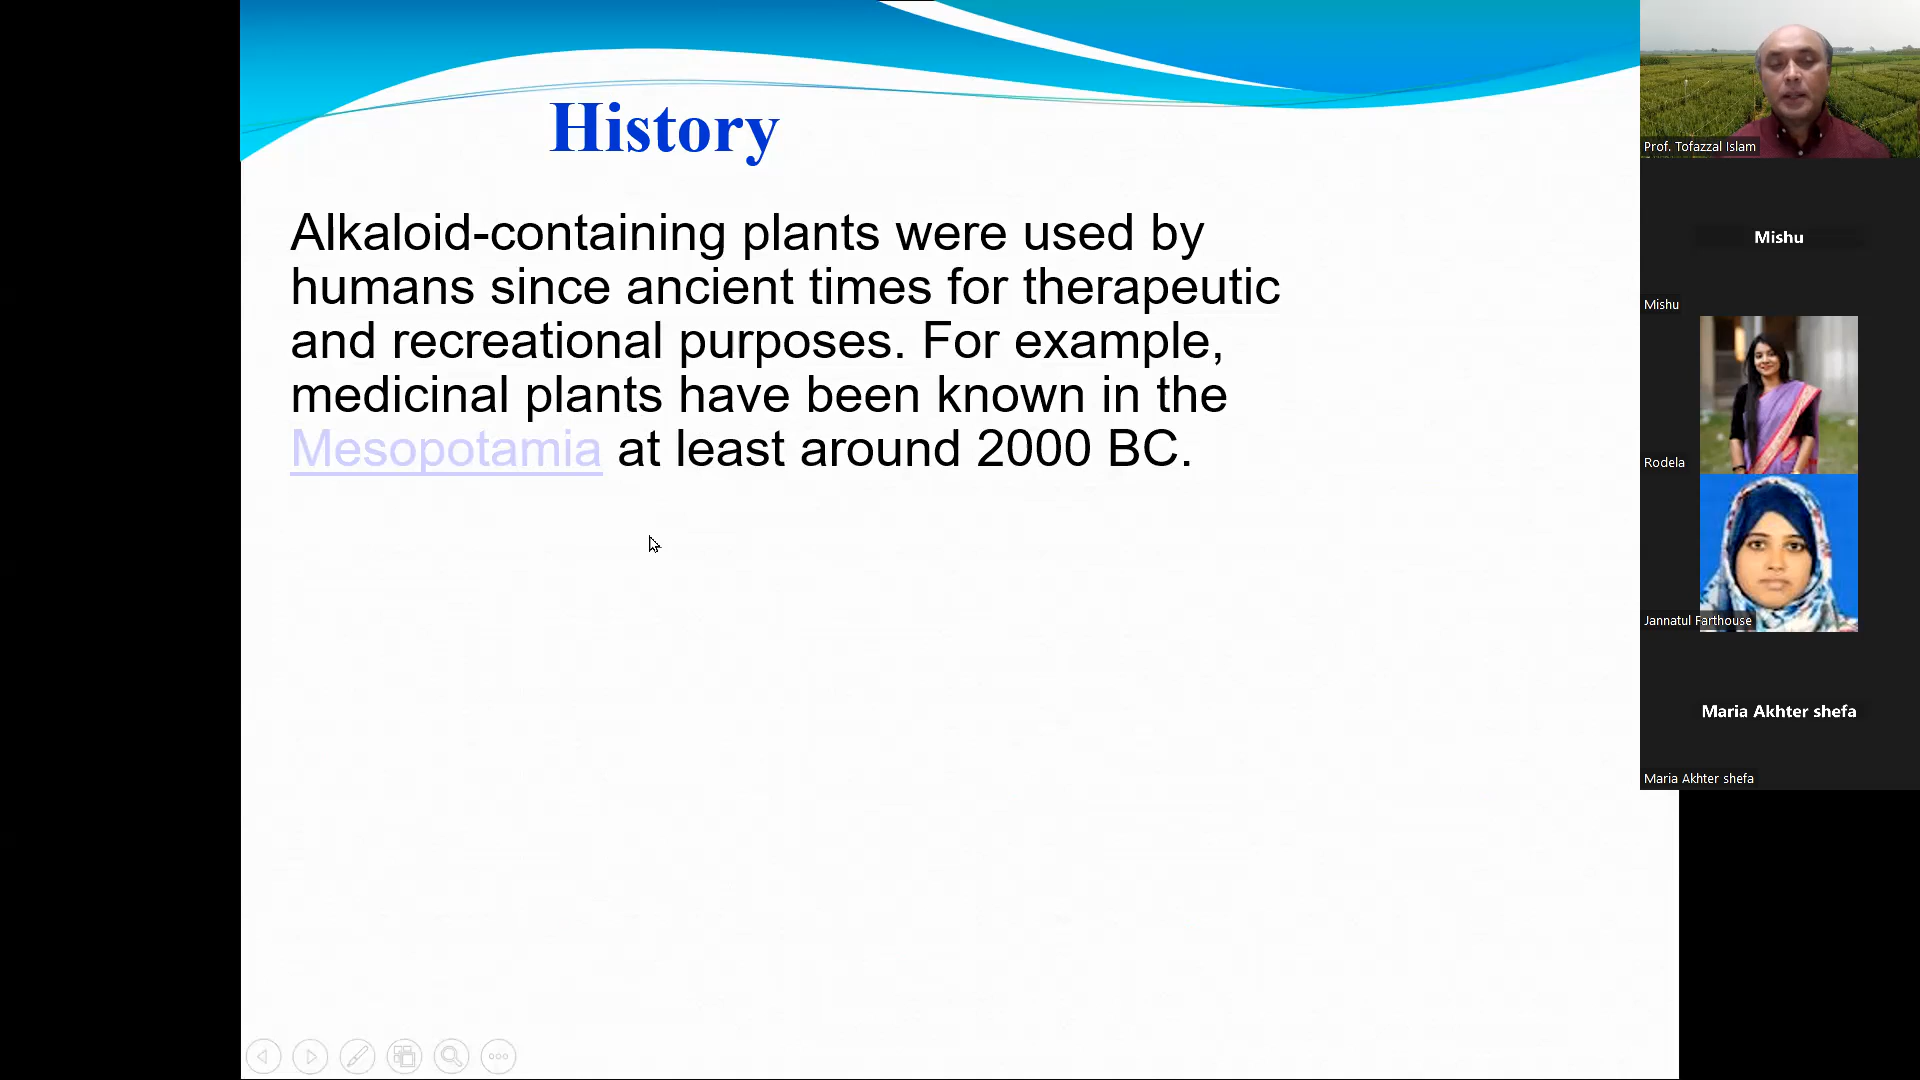 History
Alkaloid-containing plants were used by
humans since ancient times for therapeutic
and recreational purposes. For example,
medicinal plants have been known in the
Mesopotamia at least around 2000 BC.
Prof. Tofazzal Islam
Mishu
Mishu
Rodela
Jannatul Farthouse
Maria Akhter shefa
Maria Akhter shefa